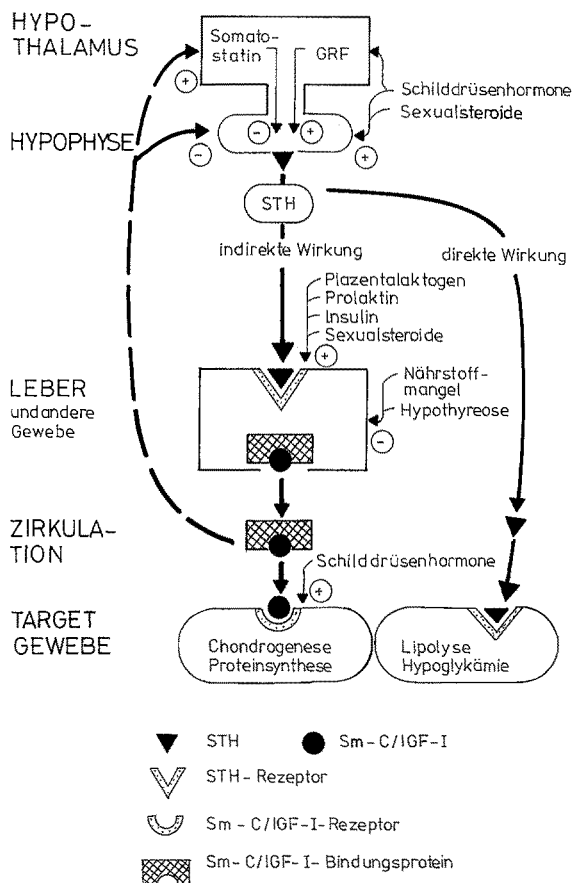 HYPO-
THALAMUS
Somato-
statin
GRF
+
Schilddrüsenhormone
Sexualsteroide
HYPOPHYSE
-
-
+
+
STH
indirekte Wirkung
direkte Wirkung
Plazentalaktogen
Prolaktin
Insulin
Sexualsteroide
+
LEBER
und andere
Gewebe
Nährstoff-
mangel
Hypothyreose
-
ZIRKULA-
TION
Schilddrüsenhormone
+
TARGET
GEWEBE
Chondrogenese
Proteinsynthese
Lipolyse
Hypoglykämie
STH
Sm-C/IGF-I
STH-Rezeptor
Sm-C/IGF-I-Rezeptor
Sm-C/IGF-I-Bindungsprotein